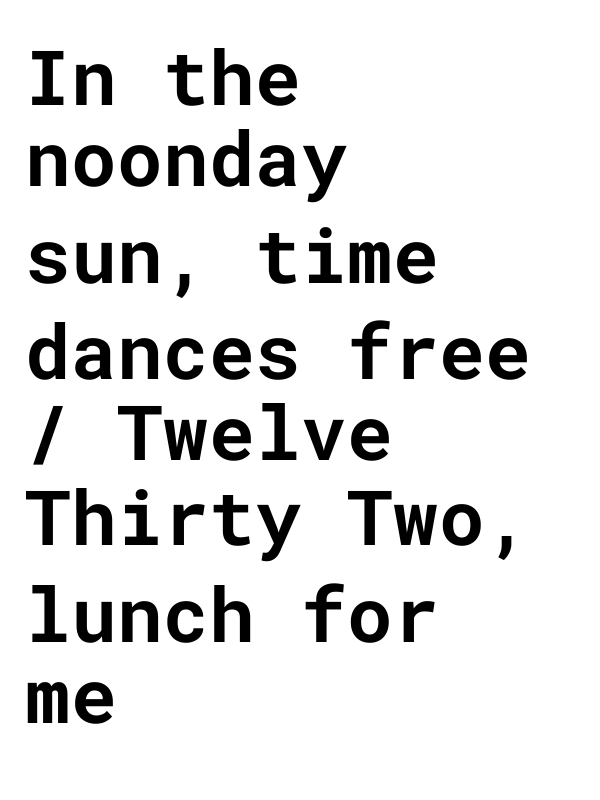 In the
noonday
sun, time
dances free
/ Twelve
Thirty Two,
lunch for
me